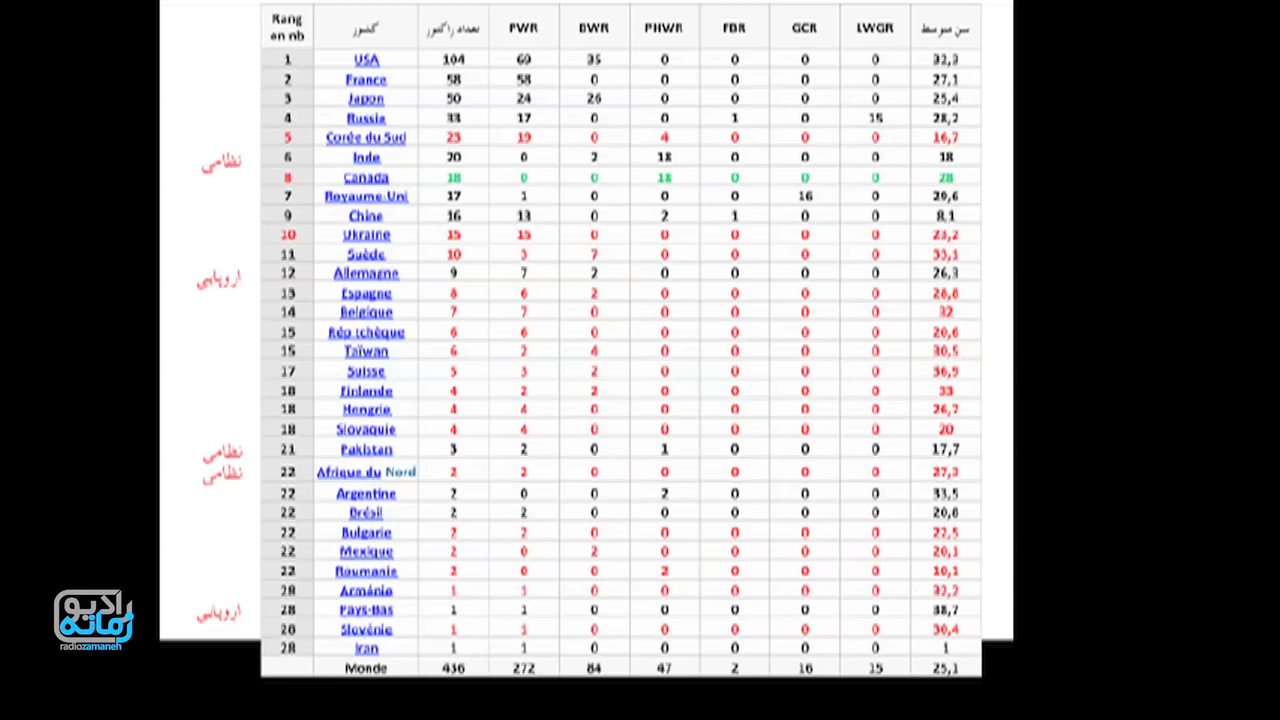 Rang en nb کشور تعداد راکتور PWR BWR PHWR FBR GCR LWGR سن متوسط
1 USA 104 69 35 0 0 0 0 32,3
2 France 58 58 0 0 0 0 0 27,1
3 Japon 50 24 26 0 0 0 0 25,4
4 Russia 33 17 0 0 1 0 15 28,2
5 Corée du Sud 23 19 0 4 0 0 0 16,7
نظامی 6 Inde 20 0 2 18 0 0 0 18
8 Canada 18 0 0 18 0 0 0 28
7 Royaume-Uni 17 1 0 0 0 16 0 29,6
9 Chine 16 13 0 2 1 0 0 8,1
10 Ukraine 15 15 0 0 0 0 0 23,2
11 Suède 10 3 7 0 0 0 0 33,1
اروپایی 12 Allemagne 9 7 2 0 0 0 0 26,3
13 Espagne 8 6 2 0 0 0 0 26,8
14 Belgique 7 7 0 0 0 0 0 32
15 Rép tchèque 6 6 0 0 0 0 0 20,6
15 Taïwan 6 2 4 0 0 0 0 30,5
17 Suisse 5 3 2 0 0 0 0 36,9
18 Finlande 4 2 2 0 0 0 0 33
18 Hongrie 4 4 0 0 0 0 0 26,7
18 Slovaquie 4 4 0 0 0 0 0 20
نظامی 21 Pakistan 3 2 0 1 0 0 0 17,7
نظامی 22 Afrique du Nord 2 2 0 0 0 0 0 27,3
22 Argentine 2 0 0 2 0 0 0 33,5
22 Brésil 2 2 0 0 0 0 0 20,6
22 Bulgarie 2 2 0 0 0 0 0 22,5
22 Mexique 2 0 2 0 0 0 0 20,1
22 Roumanie 2 0 0 2 0 0 0 10,1
28 Arménie 1 1 0 0 0 0 0 32,2
اروپایی 28 Pays-Bas 1 1 0 0 0 0 0 38,7
28 Slovénie 1 1 0 0 0 0 0 30,4
28 Iran 1 1 0 0 0 0 0 1
Monde 436 272 84 47 2 16 15 25,1
رادیو
زمانه
radiozamaneh